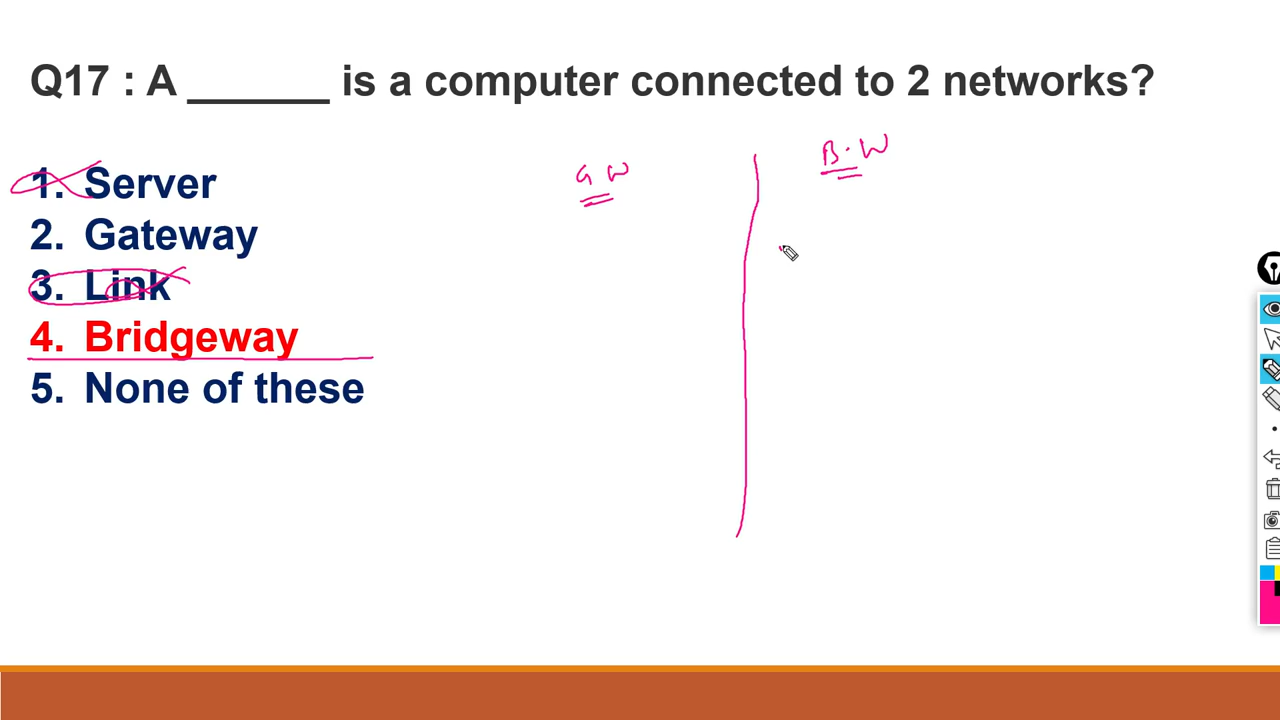 Q17 : A ______ is a computer connected to 2 networks?
1. Server
2. Gateway
3. Link
4. Bridgeway
5. None of these
G W
B.W